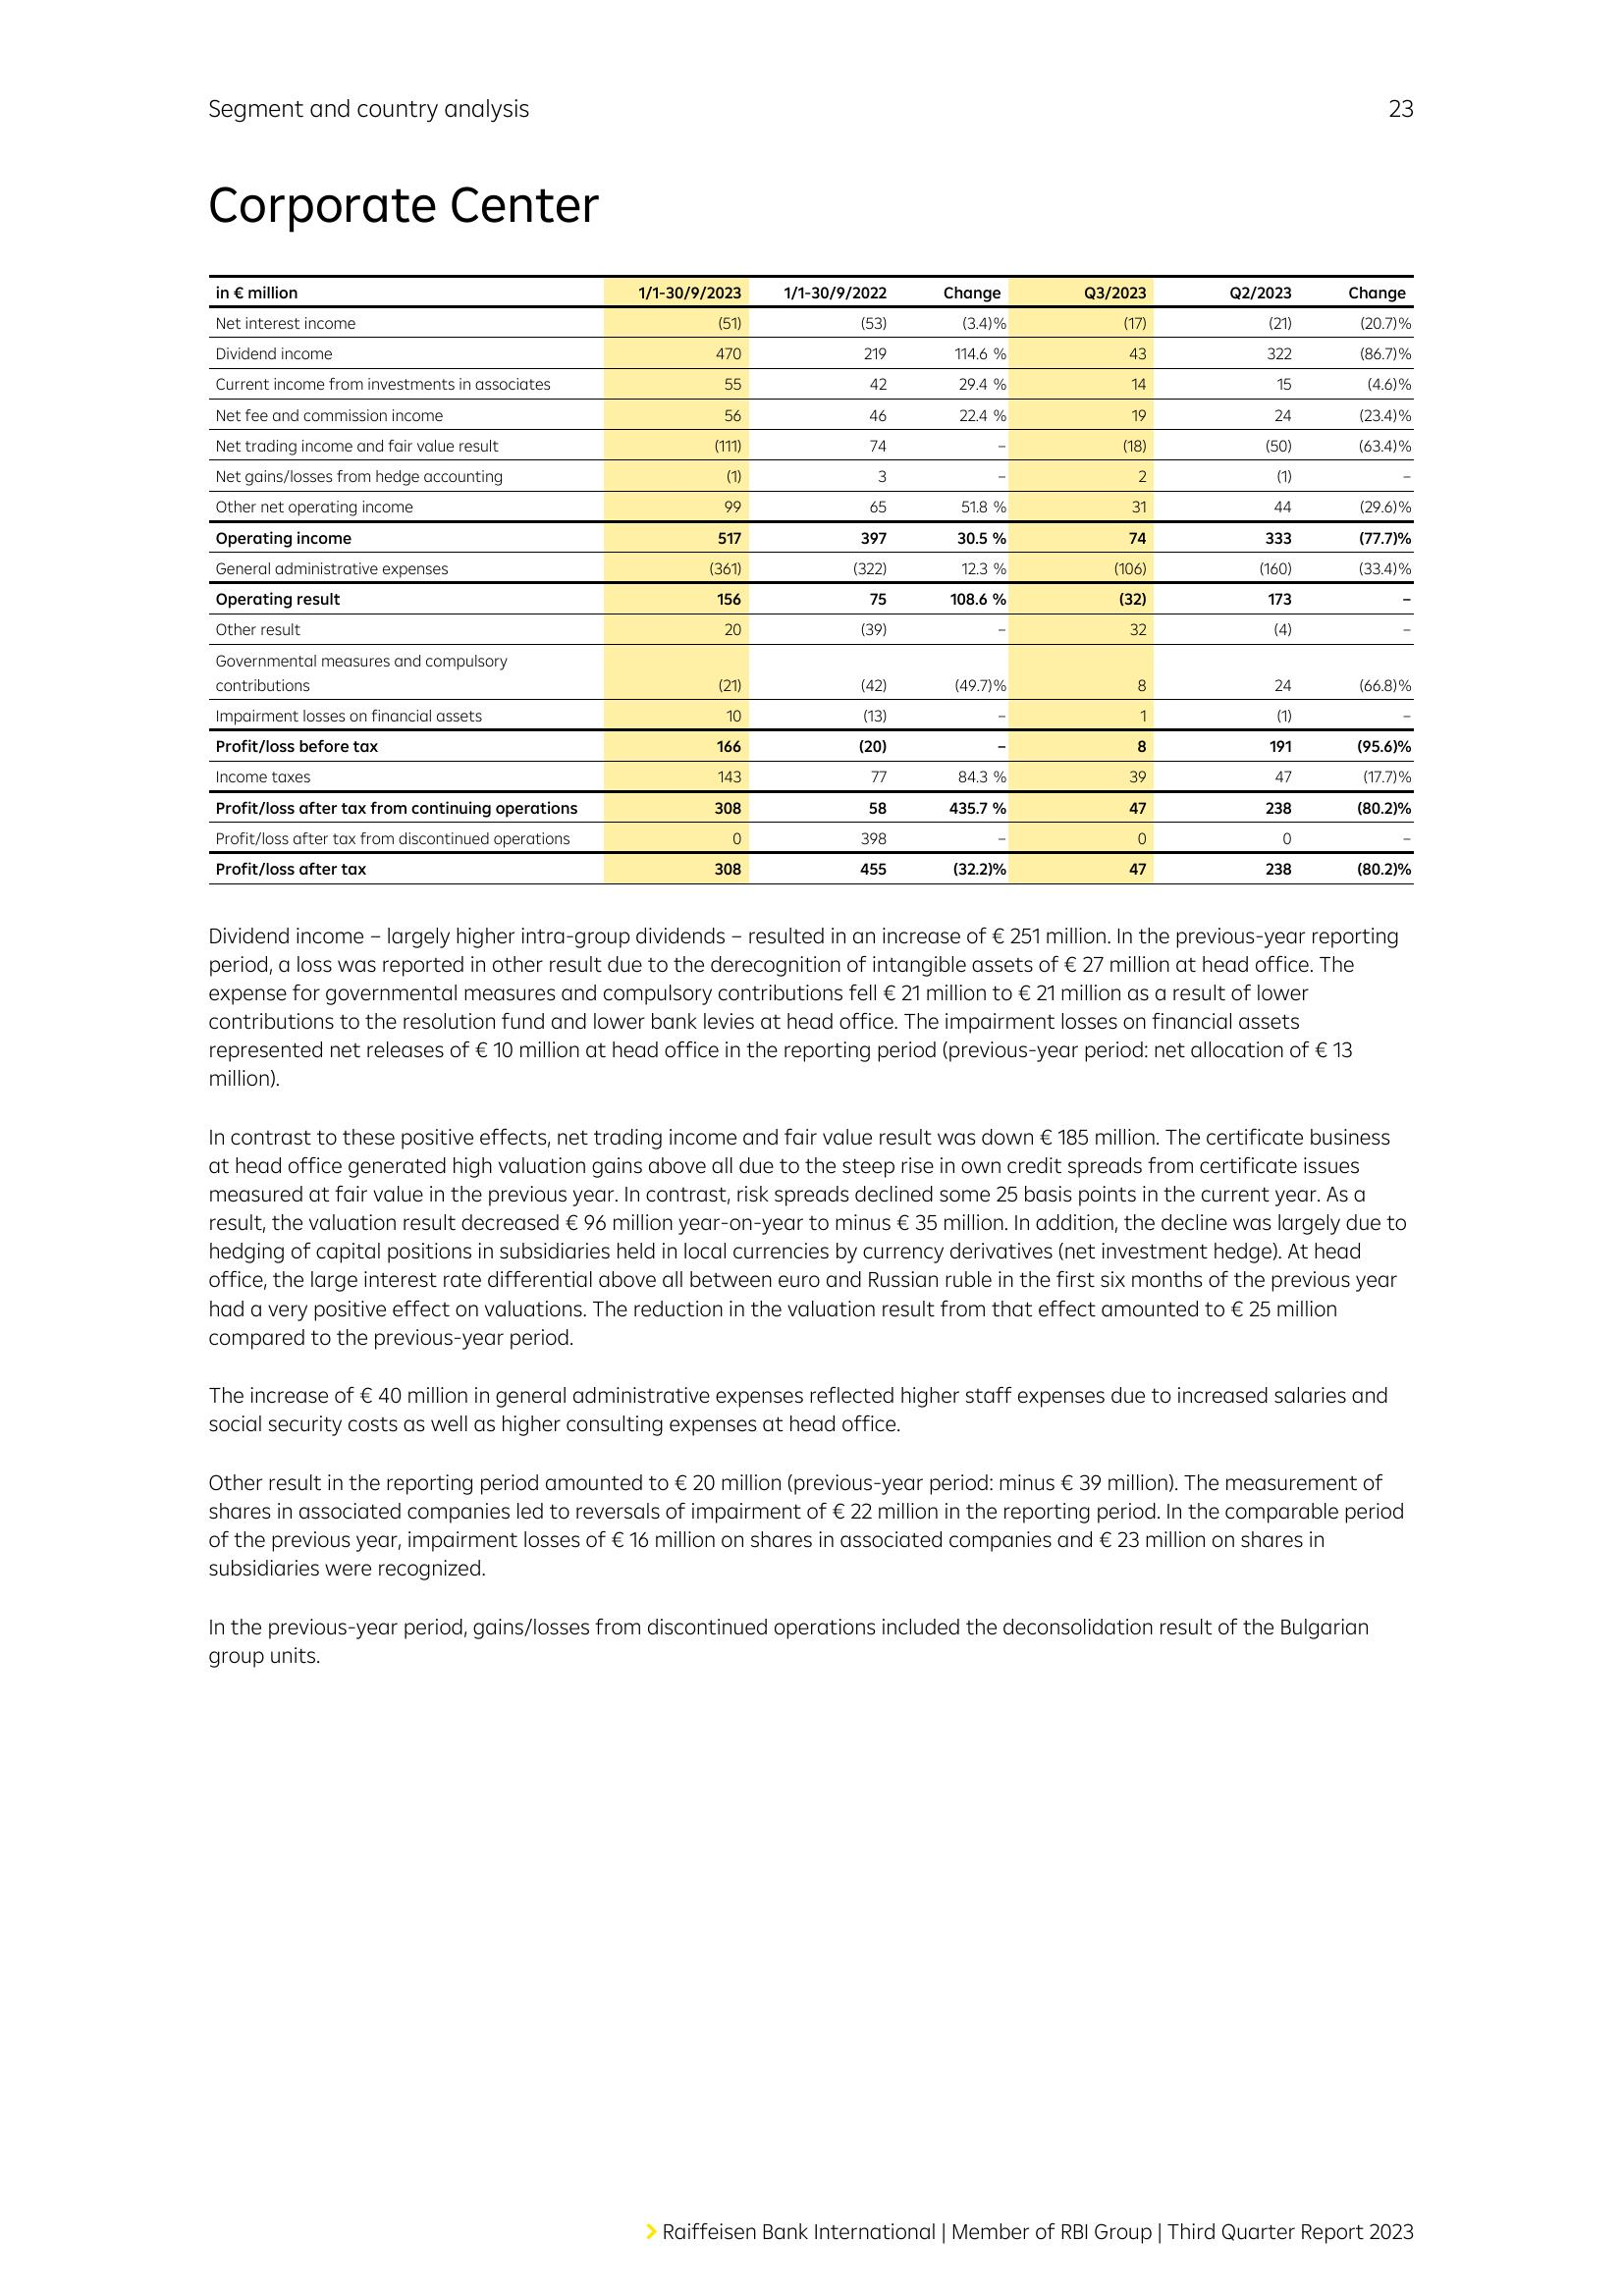 Segment and country analysis 23
Corporate Center
in € million 1/1-30/9/2023 1/1-30/9/2022 Change Q3/2023 Q2/2023 Change
Net interest income (51) (53) (3.4)% (17) (21) (20.7)%
Dividend income 470 219 114.6 % 43 322 (86.7)%
Current income from investments in associates 55 42 29.4 % 14 15 (4.6)%
Net fee and commission income 56 46 22.4 % 19 24 (23.4)%
Net trading income and fair value result (111) 74 – (18) (50) (63.4)%
Net gains/losses from hedge accounting (1) 3 – 2 (1) –
Other net operating income 99 65 51.8 % 31 44 (29.6)%
Operating income 517 397 30.5 % 74 333 (77.7)%
General administrative expenses (361) (322) 12.3 % (106) (160) (33.4)%
Operating result 156 75 108.6 % (32) 173 –
Other result 20 (39) – 32 (4) –
Governmental measures and compulsory
contributions (21) (42) (49.7)% 8 24 (66.8)%
Impairment losses on financial assets 10 (13) – 1 (1) –
Profit/loss before tax 166 (20) – 8 191 (95.6)%
Income taxes 143 77 84.3 % 39 47 (17.7)%
Profit/loss after tax from continuing operations 308 58 435.7 % 47 238 (80.2)%
Profit/loss after tax from discontinued operations 0 398 – 0 0 –
Profit/loss after tax 308 455 (32.2)% 47 238 (80.2)%
Dividend income – largely higher intra-group dividends – resulted in an increase of € 251 million. In the previous-year reporting
period, a loss was reported in other result due to the derecognition of intangible assets of € 27 million at head office. The
expense for governmental measures and compulsory contributions fell € 21 million to € 21 million as a result of lower
contributions to the resolution fund and lower bank levies at head office. The impairment losses on financial assets
represented net releases of € 10 million at head office in the reporting period (previous-year period: net allocation of € 13
million).
In contrast to these positive effects, net trading income and fair value result was down € 185 million. The certificate business
at head office generated high valuation gains above all due to the steep rise in own credit spreads from certificate issues
measured at fair value in the previous year. In contrast, risk spreads declined some 25 basis points in the current year. As a
result, the valuation result decreased € 96 million year-on-year to minus € 35 million. In addition, the decline was largely due to
hedging of capital positions in subsidiaries held in local currencies by currency derivatives (net investment hedge). At head
office, the large interest rate differential above all between euro and Russian ruble in the first six months of the previous year
had a very positive effect on valuations. The reduction in the valuation result from that effect amounted to € 25 million
compared to the previous-year period.
The increase of € 40 million in general administrative expenses reflected higher staff expenses due to increased salaries and
social security costs as well as higher consulting expenses at head office.
Other result in the reporting period amounted to € 20 million (previous-year period: minus € 39 million). The measurement of
shares in associated companies led to reversals of impairment of € 22 million in the reporting period. In the comparable period
of the previous year, impairment losses of € 16 million on shares in associated companies and € 23 million on shares in
subsidiaries were recognized.
In the previous-year period, gains/losses from discontinued operations included the deconsolidation result of the Bulgarian
group units.
Raiffeisen Bank International | Member of RBI Group | Third Quarter Report 2023